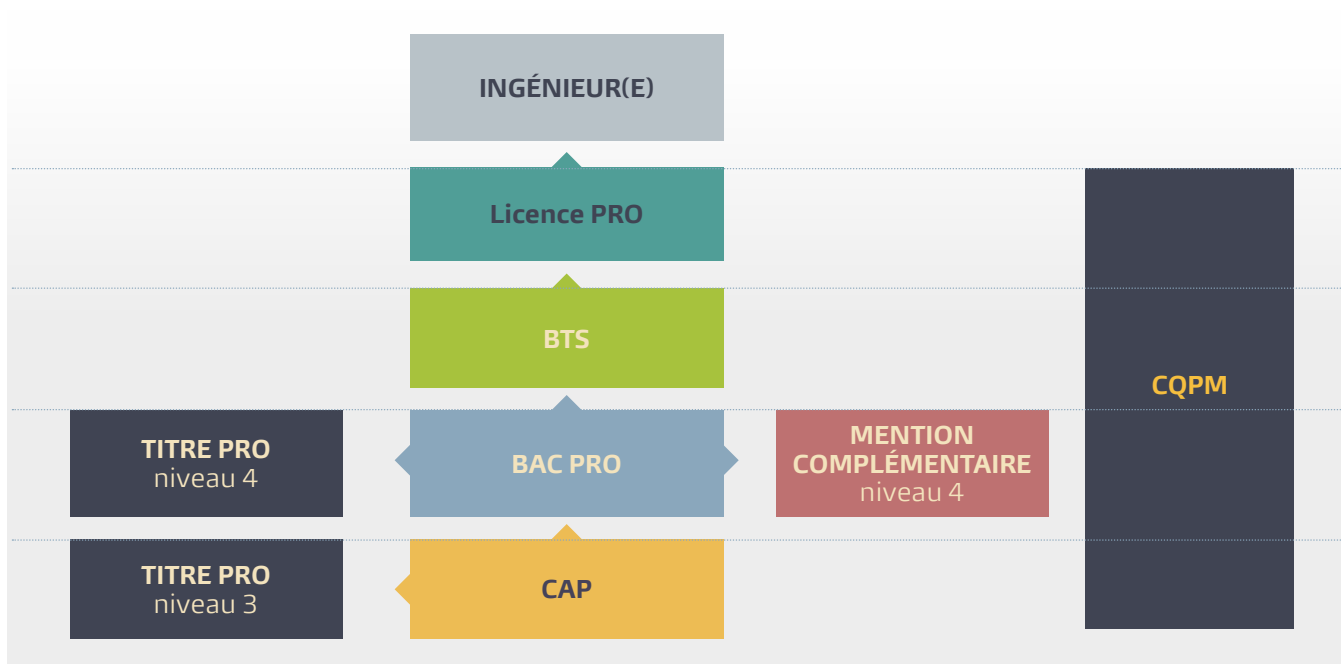 INGÉNIEUR(E)
Licence PRO
BTS
CQPM
TITRE PRO
niveau 4
BAC PRO
MENTION
COMPLÉMENTAIRE
niveau 4
TITRE PRO
niveau 3
CAP